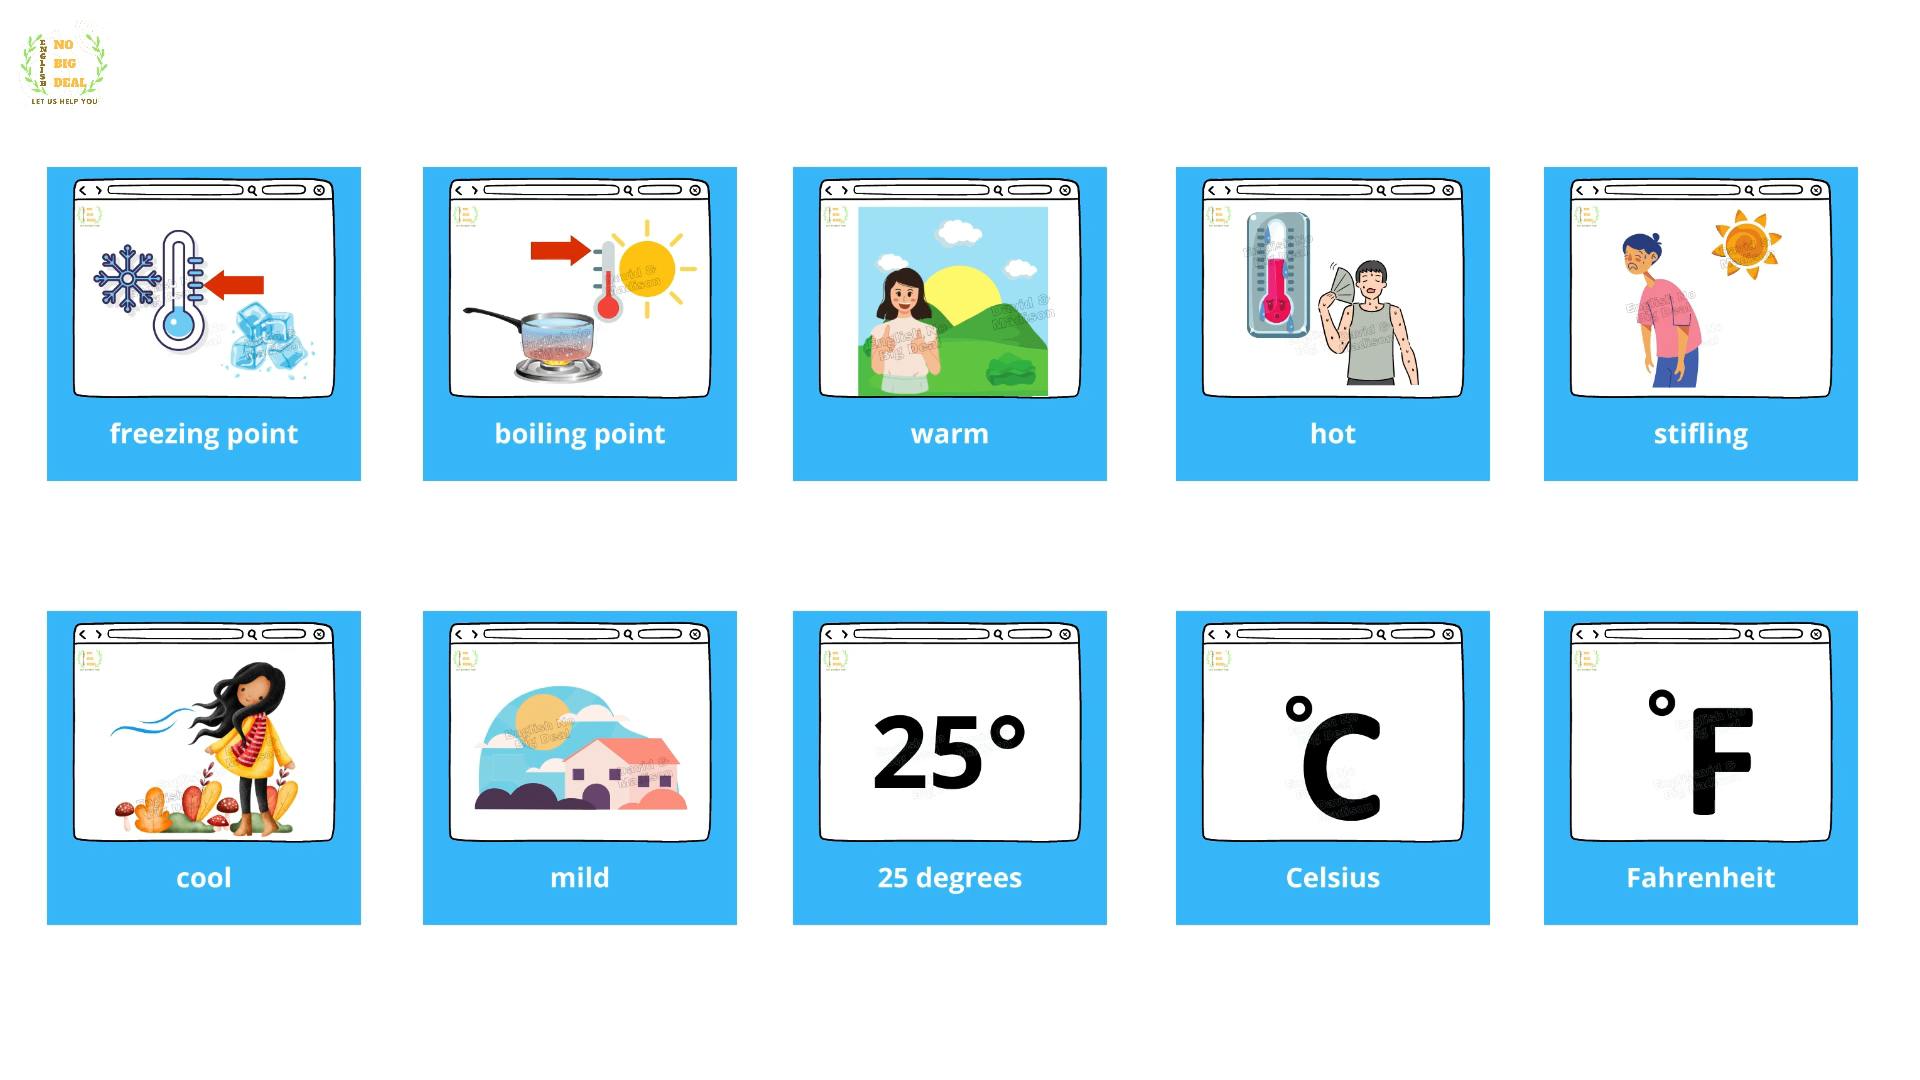 ENGLISH
NO
BIG
DEAL
LET US HELP YOU
freezing point
boiling point
warm
hot
stifling
cool
mild
25°
25 degrees
°C
Celsius
°F
Fahrenheit